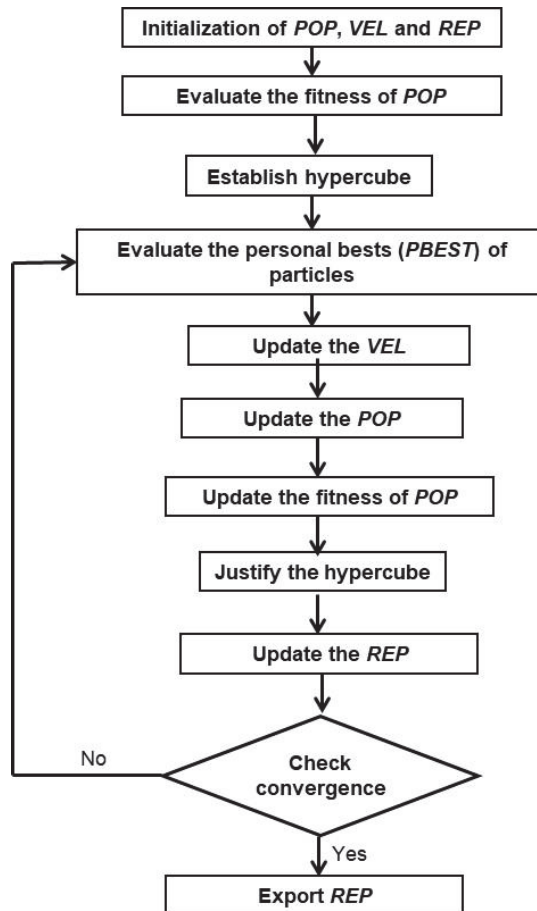 Initialization of POP, VEL and REP
Evaluate the fitness of POP
Establish hypercube
Evaluate the personal bests (PBEST) of
particles
Update the VEL
Update the POP
Update the fitness of POP
Justify the hypercube
Update the REP
No
Check
convergence
Yes
Export REP